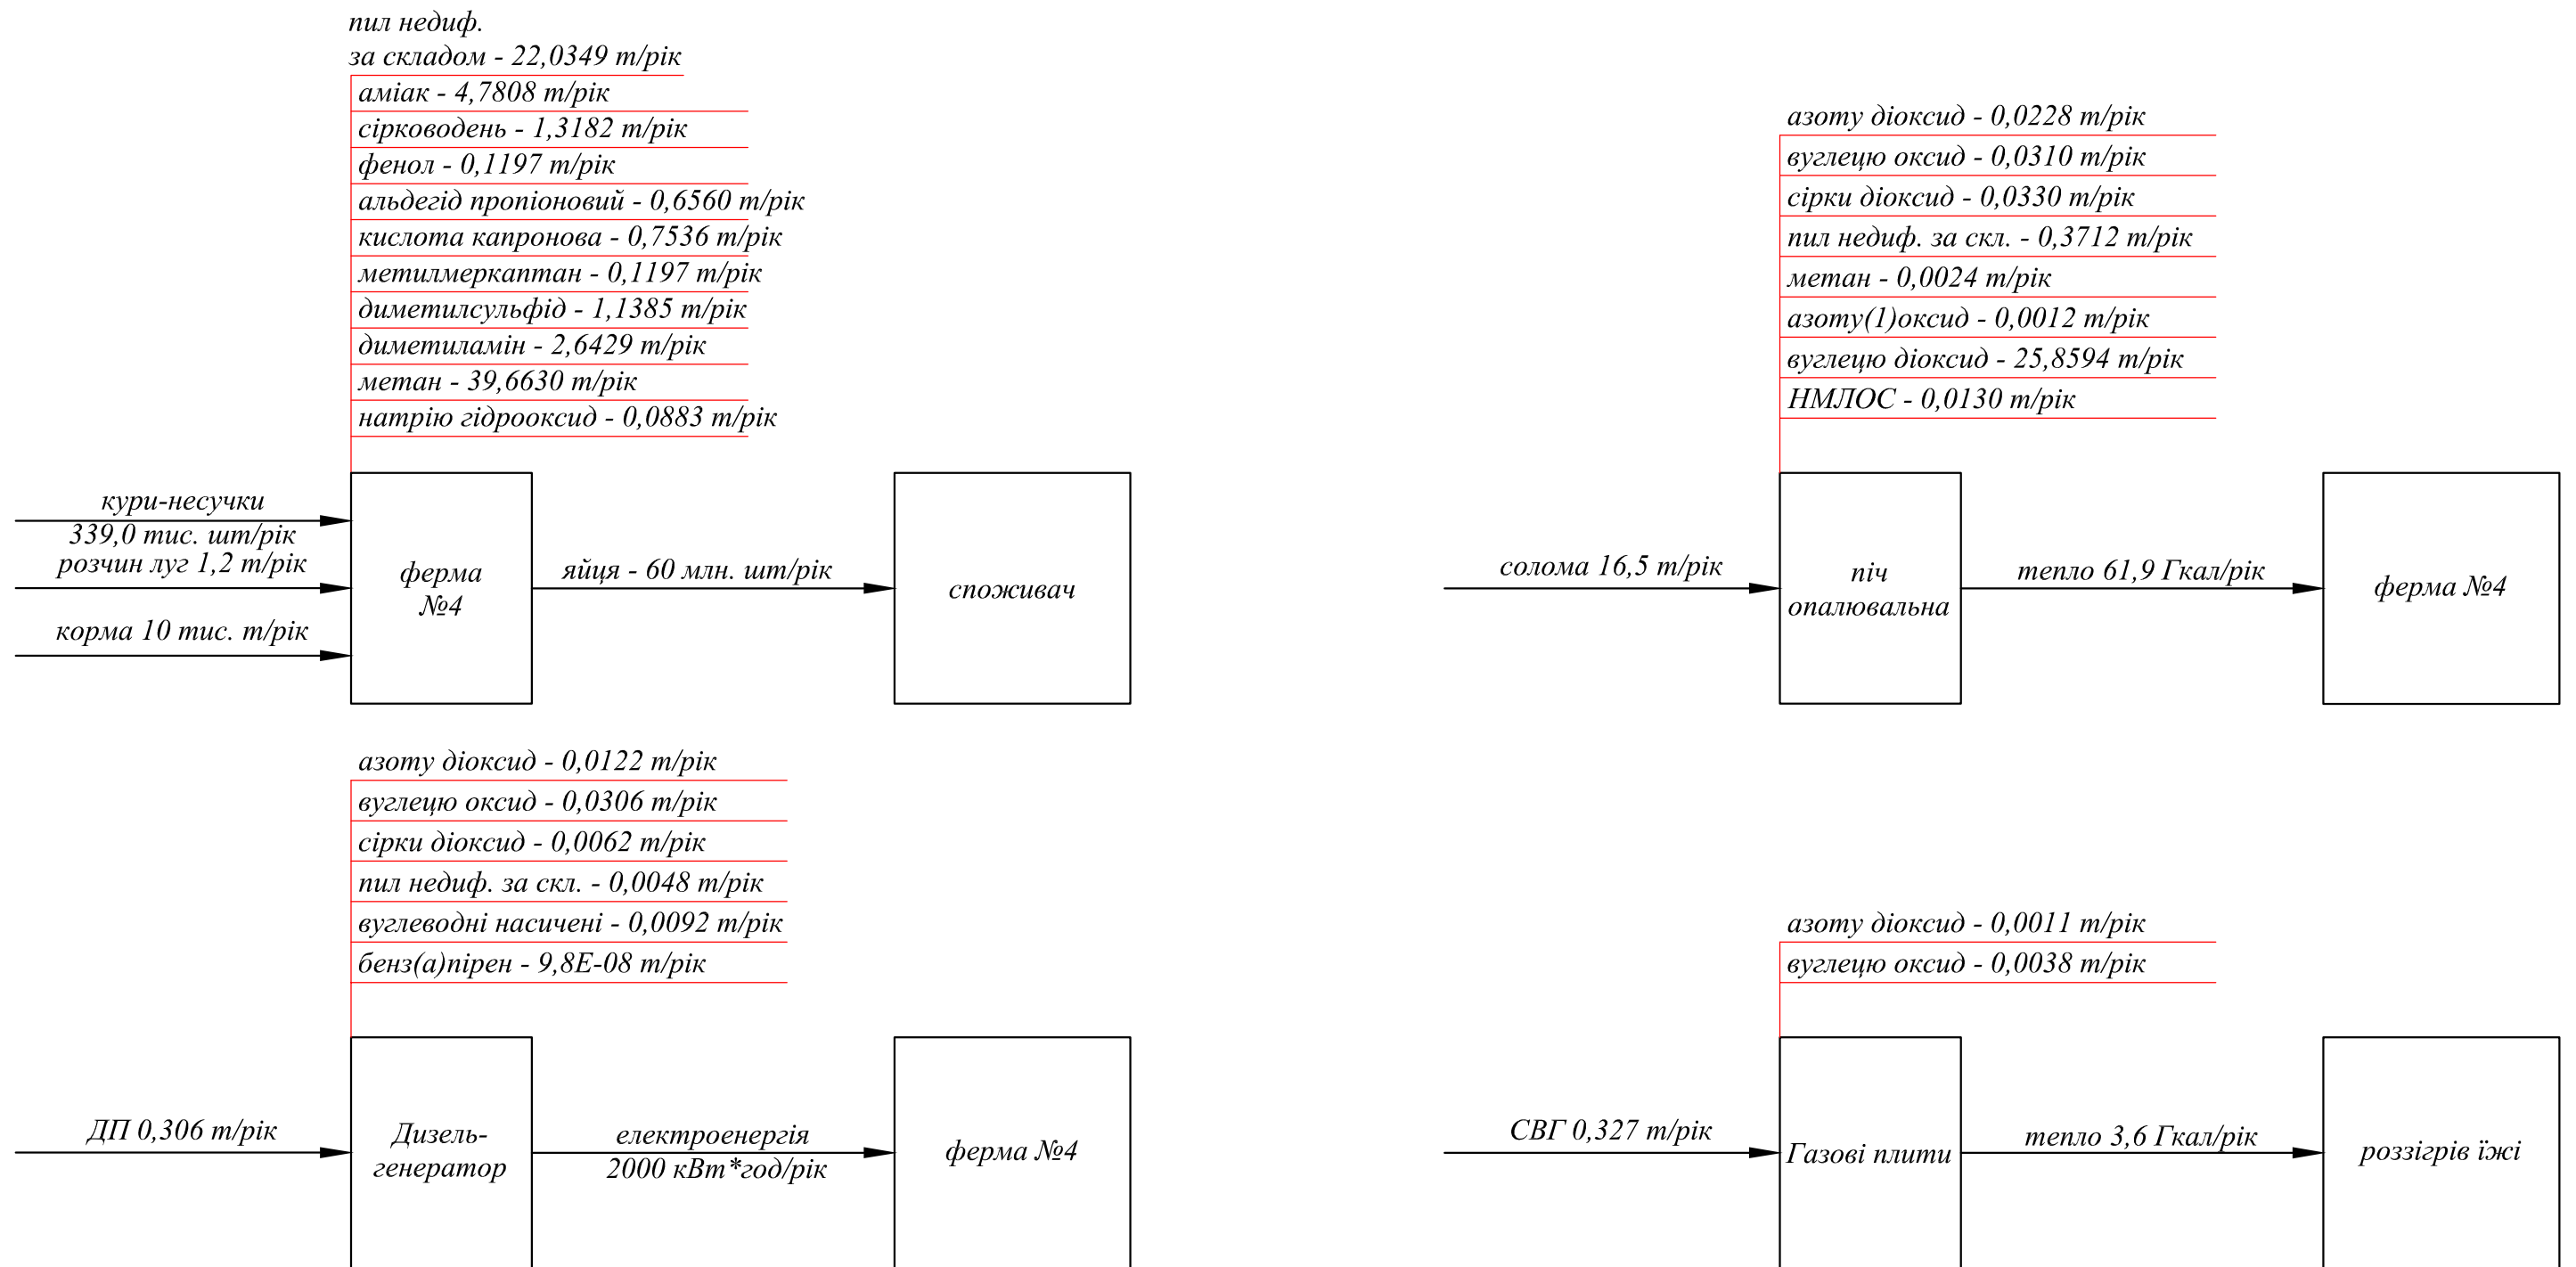 пил недиф.
за складом - 22,0349 т/рік
аміак - 4,7808 т/рік
сірководень - 1,3182 т/рік
фенол - 0,1197 т/рік
альдегід пропіоновий - 0,6560 т/рік
кислота капронова - 0,7536 т/рік
метилмеркаптан - 0,1197 т/рік
диметилсульфід - 1,1385 т/рік
диметиламін - 2,6429 т/рік
метан - 39,6630 т/рік
натрію гідрооксид - 0,0883 т/рік
кури-несучки
339,0 тис. шт/рік
розчин луг 1,2 т/рік
корма 10 тис. т/рік
ферма
№4
яйця - 60 млн. шт/рік
споживач
азоту діоксид - 0,0228 т/рік
вуглецю оксид - 0,0310 т/рік
сірки діоксид - 0,0330 т/рік
пил недиф. за скл. - 0,3712 т/рік
метан - 0,0024 т/рік
азоту(1)оксид - 0,0012 т/рік
вуглецю діоксид - 25,8594 т/рік
НМЛОС - 0,0130 т/рік
солома 16,5 т/рік
піч
опалювальна
тепло 61,9 Гкал/рік
ферма №4
азоту діоксид - 0,0122 т/рік
вуглецю оксид - 0,0306 т/рік
сірки діоксид - 0,0062 т/рік
пил недиф. за скл. - 0,0048 т/рік
вуглеводні насичені - 0,0092 т/рік
бенз(а)пірен - 9,8Е-08 т/рік
ДП 0,306 т/рік
Дизель-
генератор
електроенергія
2000 кВт*год/рік
ферма №4
азоту діоксид - 0,0011 т/рік
вуглецю оксид - 0,0038 т/рік
СВГ 0,327 т/рік
Газові плити
тепло 3,6 Гкал/рік
роззігрів їжі